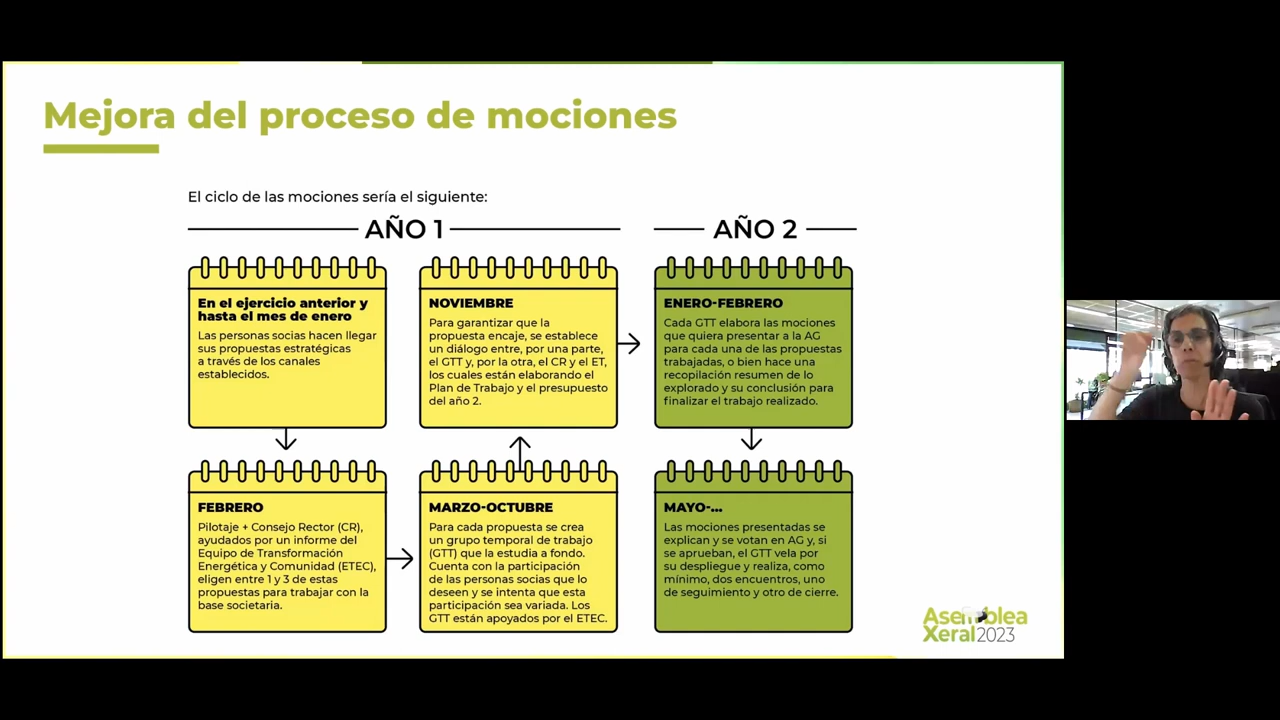 Mejora del proceso de mociones
El ciclo de las mociones sería el siguiente:
AÑO 1
AÑO 2
En el ejercicio anterior y
hasta el mes de enero
Las personas socias hacen llegar
sus propuestas estratégicas
a través de los canales
establecidos.
FEBRERO
Pilotaje + Consejo Rector (CR),
ayudados por un informe del
Equipo de Transformación
Energética y Comunidad (ETEC),
eligen entre 1 y 3 de estas
propuestas para trabajar con la
base societaria.
MARZO-OCTUBRE
Para cada propuesta se crea
un grupo temporal de trabajo
(GTT) que la estudia a fondo.
Cuenta con la participación
de las personas socias que lo
deseen y se intenta que esta
participación sea variada. Los
GTT están apoyados por el ETEC.
NOVIEMBRE
Para garantizar que la
propuesta encaje, se establece
un diálogo entre, por una parte,
el GTT y, por la otra, el CR y el ET,
los cuales están elaborando el
Plan de Trabajo y el presupuesto
del año 2.
ENERO-FEBRERO
Cada GTT elabora las mociones
que quiera presentar a la AG
para cada una de las propuestas
trabajadas, o bien hace una
recopilación resumen de lo
explorado y su conclusión para
finalizar el trabajo realizado.
MAYO-...
Las mociones presentadas se
explican y se votan en AG y, si
se aprueban, el GTT vela por
su despliegue y realiza, como
mínimo, dos encuentros, uno
de seguimiento y otro de cierre.
Asemblea
Xeral2023